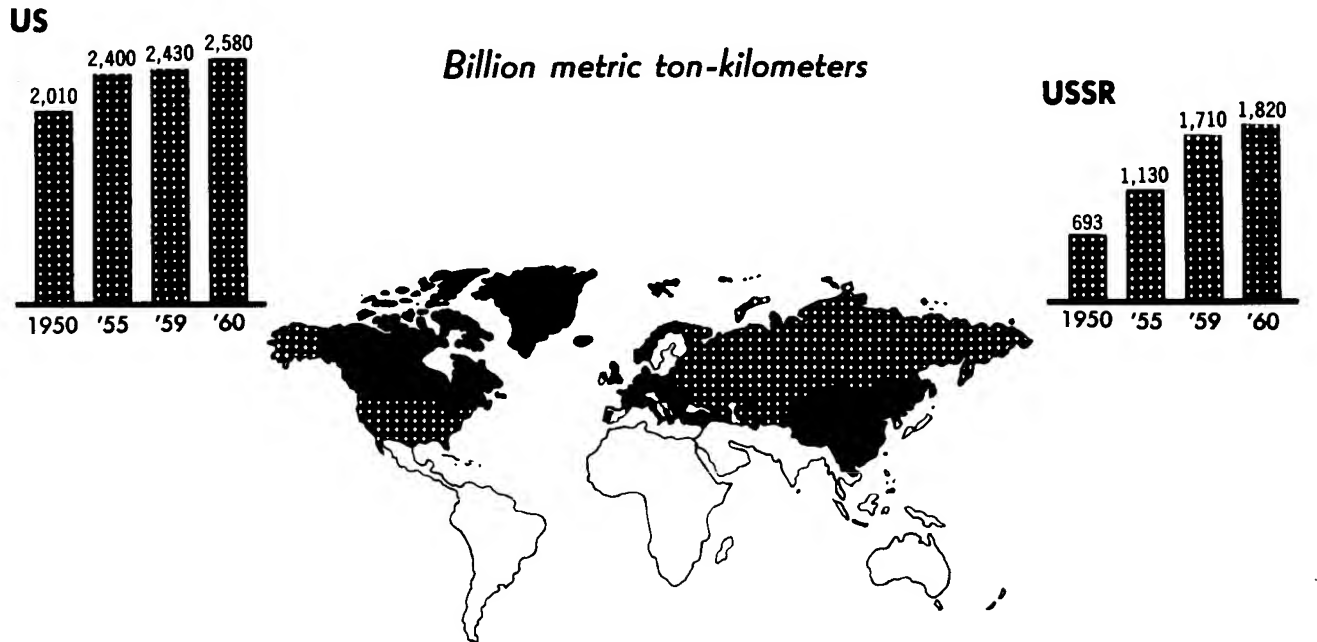 US
2,010 2,400 2,430 2,580
1950 '55 '59 '60
Billion metric ton-kilometers
USSR
693 1,130 1,710 1,820
1950 '55 '59 '60